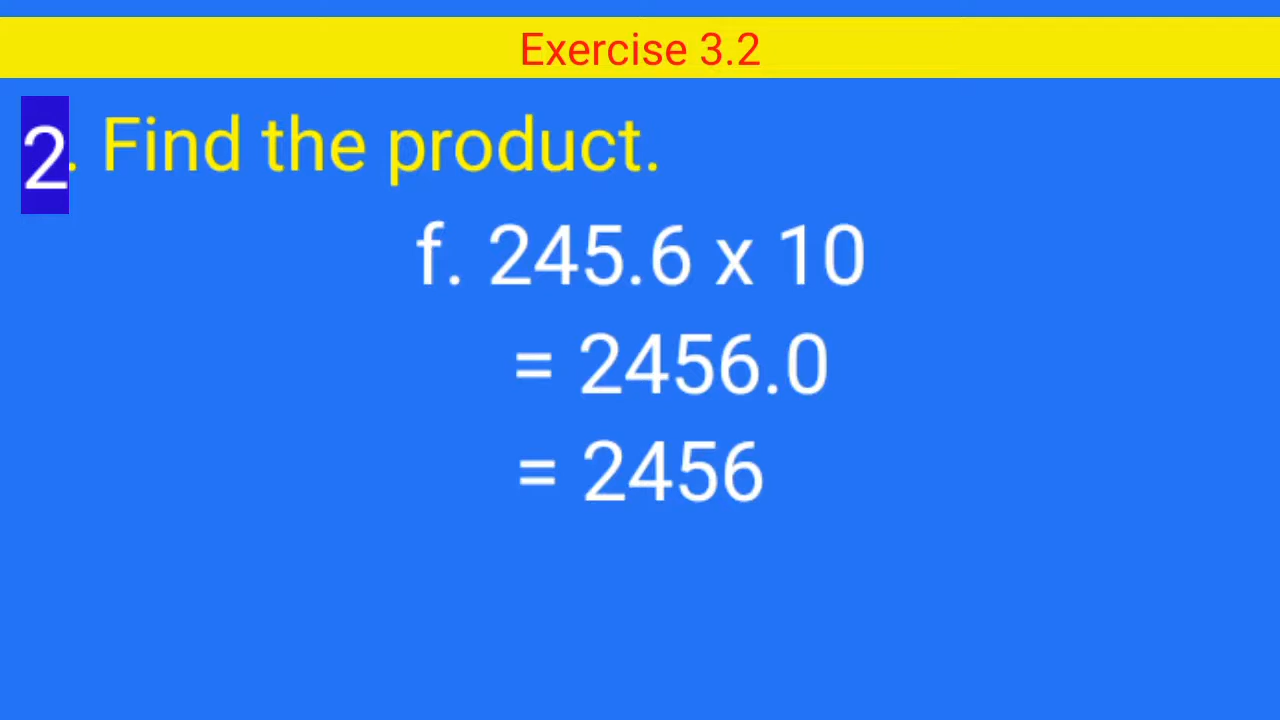 Exercise 3.2
2. Find the product.
f. 245.6 x 10
= 2456.0
= 2456